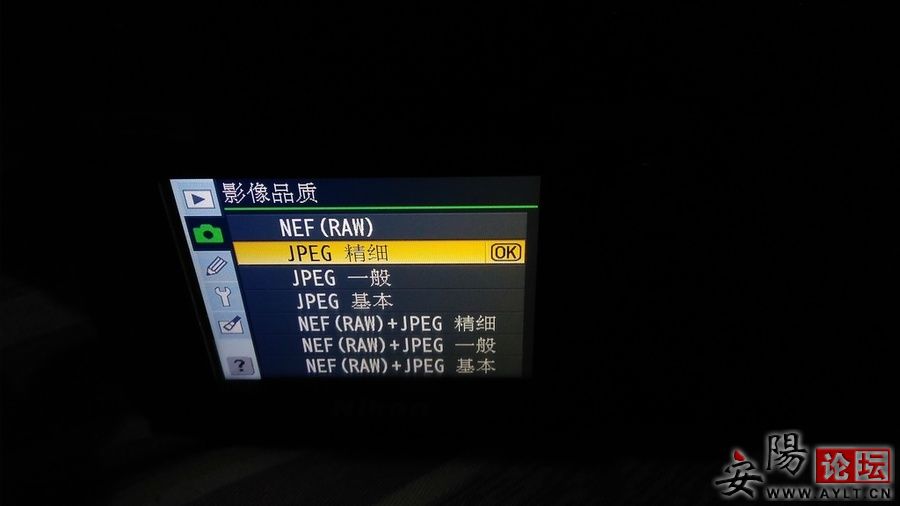 影像品质
NEF(RAW)
JPEG 精细 OK
JPEG 一般
JPEG 基本
NEF(RAW)+JPEG 精细
NEF(RAW)+JPEG 一般
NEF(RAW)+JPEG 基本
?
Nikon
安陽论坛
WWW.AYLT.CN